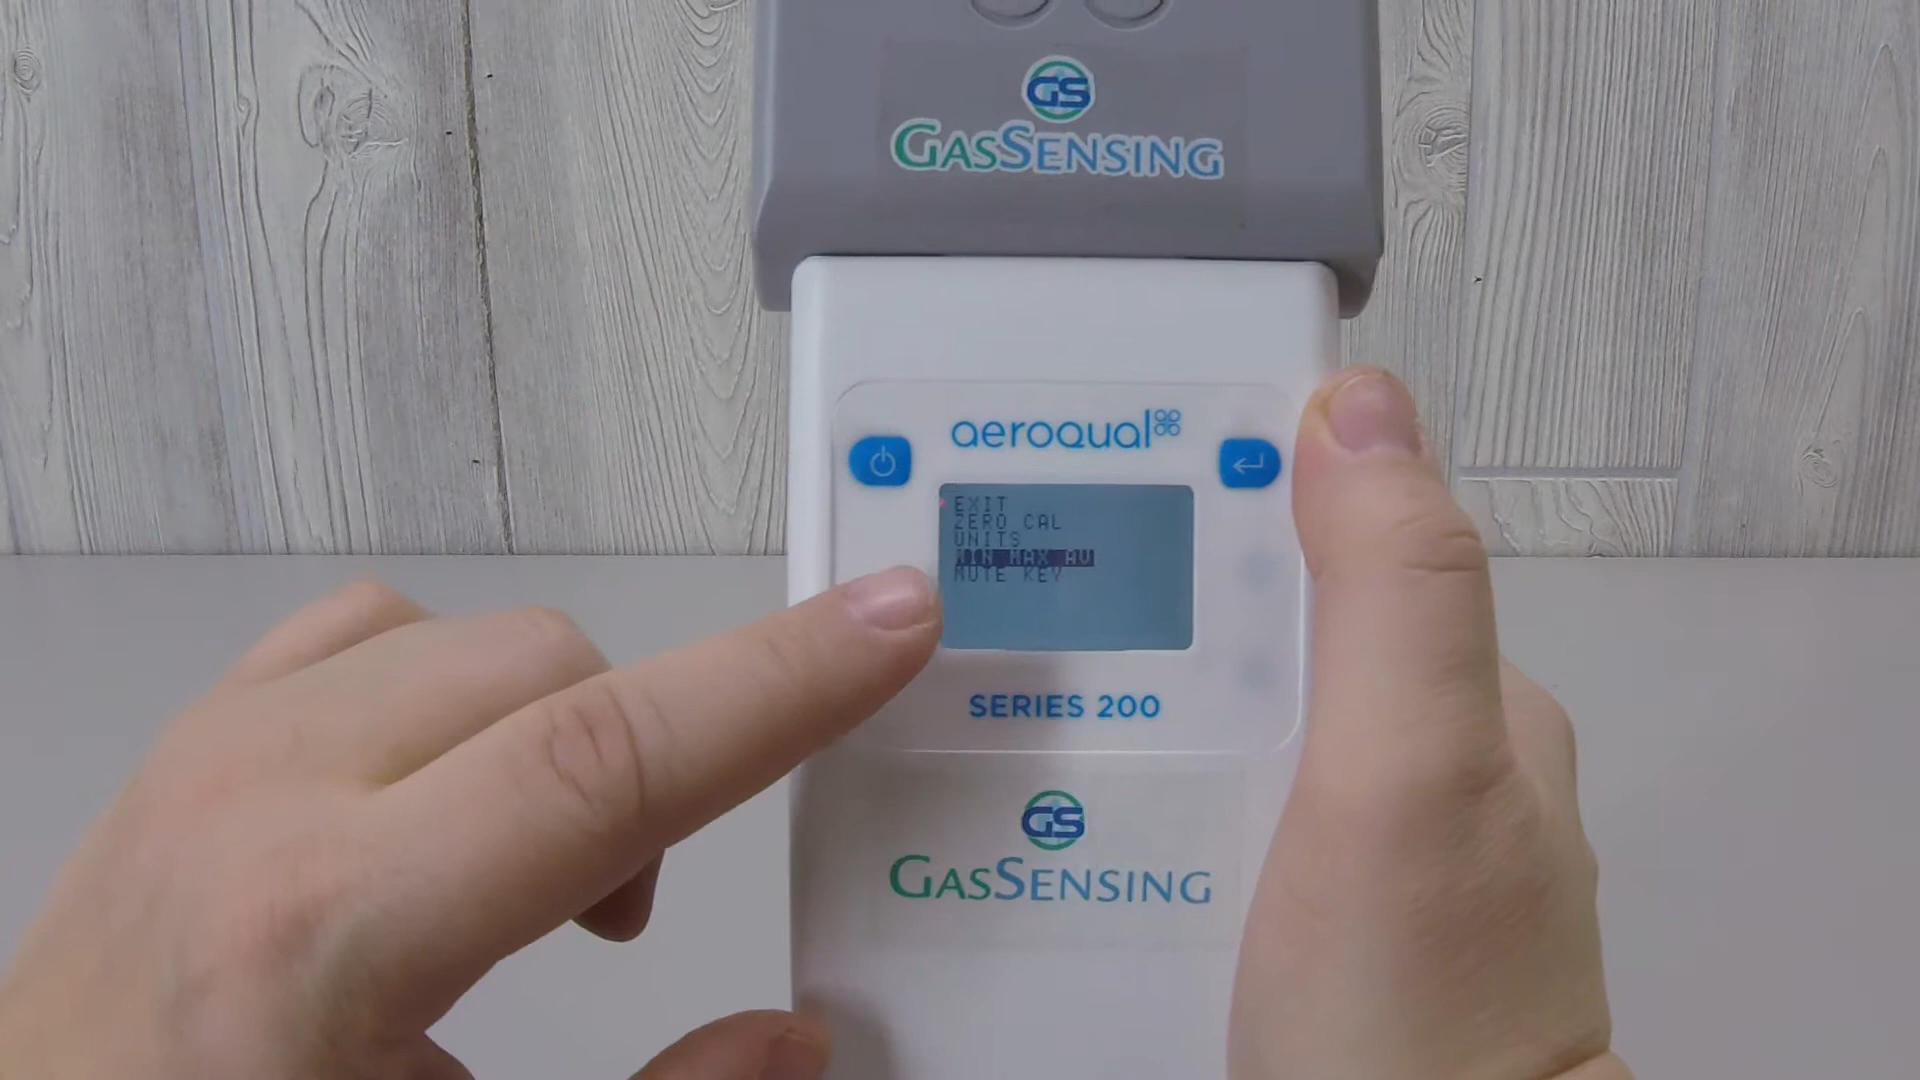 GS
GASSENSING
aeroqual
EXIT
ZERO CAL
UNITS
MIN MAX AV
MUTE KEY
SERIES 200
GS
GASSENSING